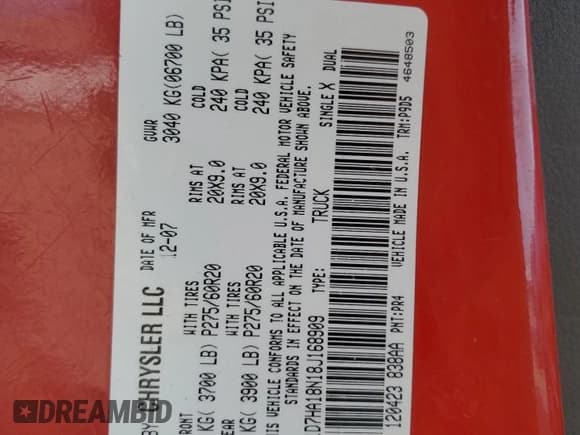 BY CHRYSLER LLC
DATE OF MFR
12-07
GVWR
3040 KG(06700 LB)
WITH TIRES
P275/60R20
RIMS AT
20X9.0
COLD
240 KPA( 35 PSI
KG( 3700 LB)
WITH TIRES
P275/60R20
RIMS AT
20X9.0
COLD
240 KPA( 35 PSI
KG( 3900 LB)
VEHICLE CONFORMS TO ALL APPLICABLE U.S.A. FEDERAL MOTOR VEHICLE SAFETY
STANDARDS IN EFFECT ON THE DATE OF MANUFACTURE SHOWN ABOVE.
D7HA18N18J168909 TYPE: TRUCK SINGLE X DUAL
120423 838AA PNT:PR4 VEHICLE MADE IN U.S.A. TRM:P9D5
4648503
DREAMBID